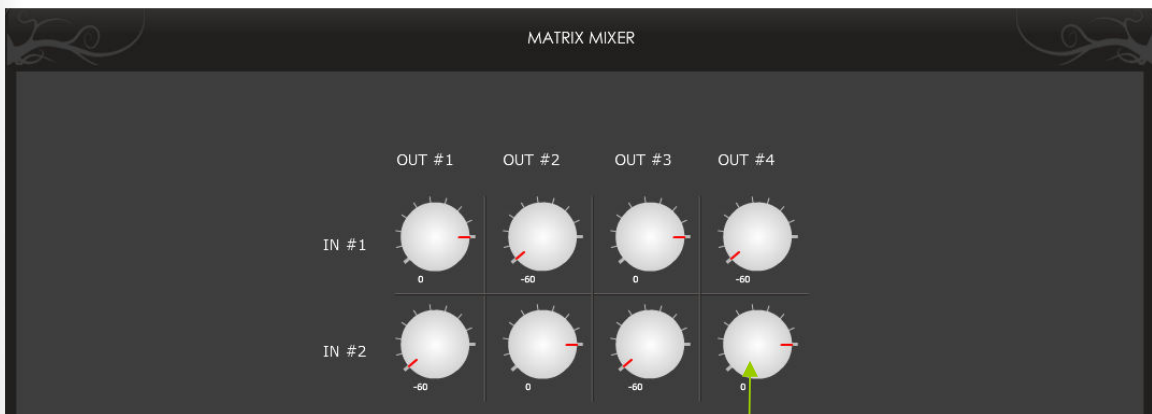 MATRIX MIXER
OUT #1 OUT #2 OUT #3 OUT #4
IN #1
0 -60 0 -60
IN #2
-60 0 -60 0